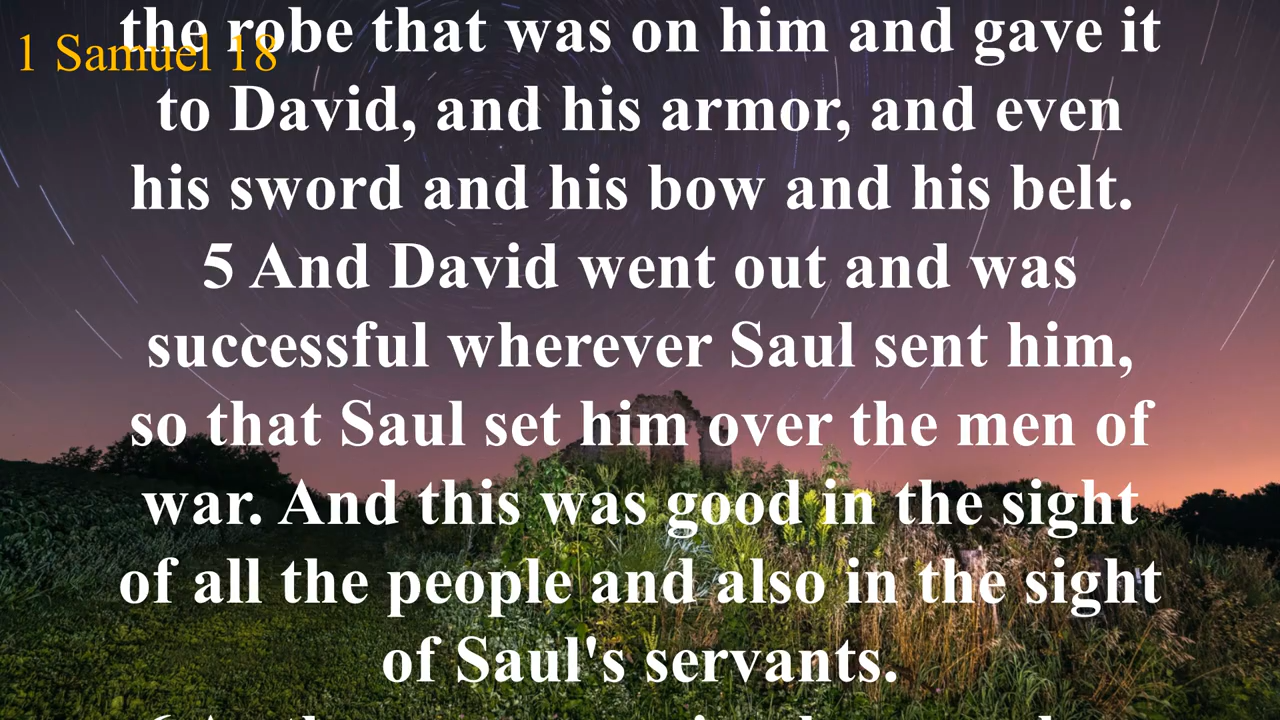 the robe that was on him and gave it
1 Samuel 18
to David, and his armor, and even
his sword and his bow and his belt.
5 And David went out and was
successful wherever Saul sent him,
so that Saul set him over the men of
war. And this was good in the sight
of all the people and also in the sight
of Saul's servants.